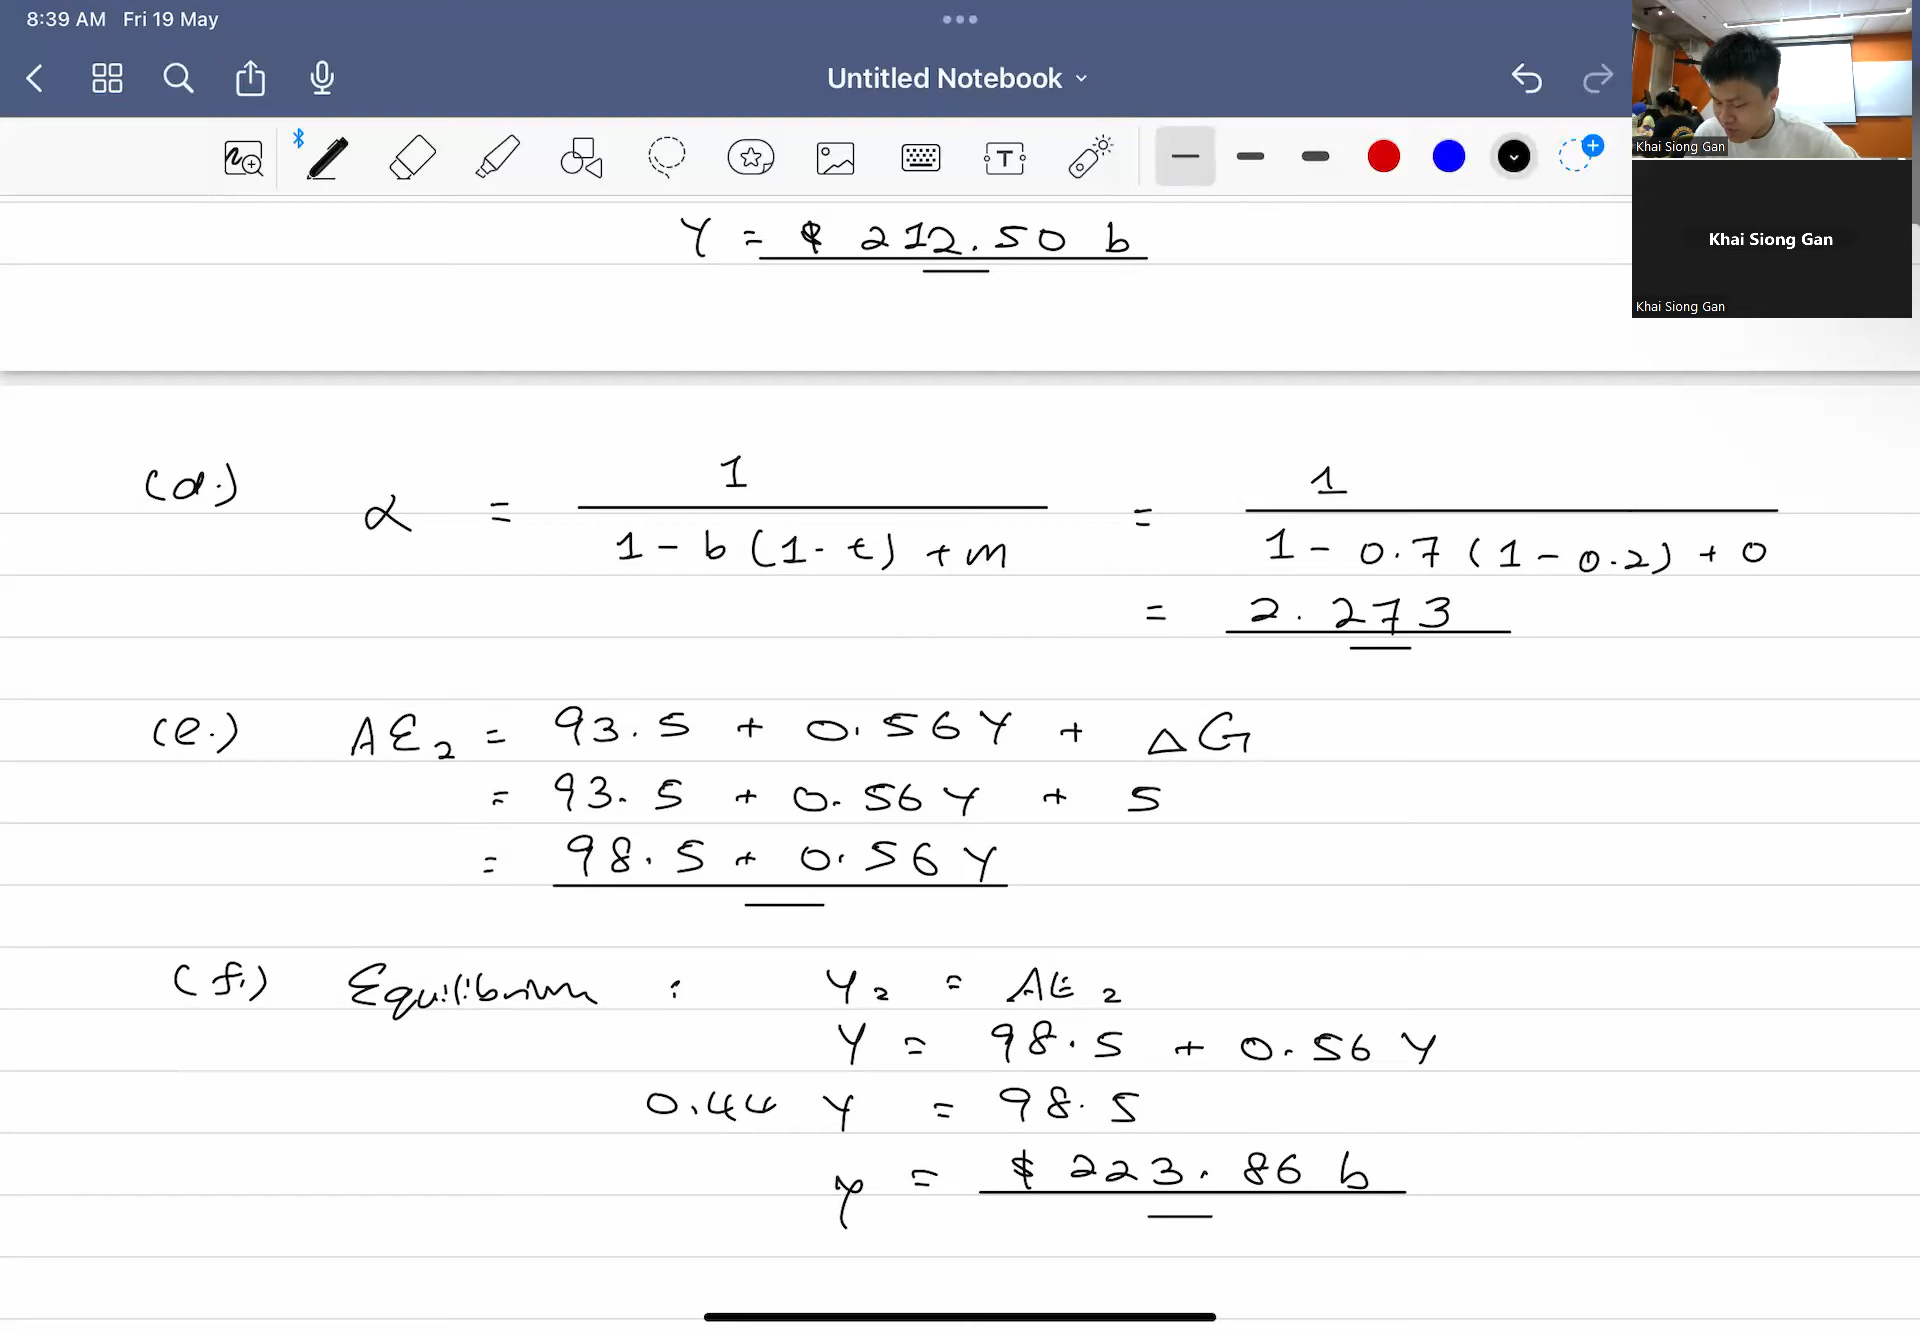 8:39 AM Fri 19 May
Untitled Notebook
Khai Siong Gan
Khai Siong Gan
Khai Siong Gan
Y = $ 212.50 b
(d.) α = 1 / 1 - b (1 - t) + m = 1 / 1 - 0.7 (1 - 0.2) + 0
= 2.273
(e.) AE₂ = 93.5 + 0.56Y + ΔG
= 93.5 + 0.56Y + 5
= 98.5 + 0.56Y
(f.) Equilibrium : Y₂ = AE₂
Y = 98.5 + 0.56 Y
0.44 Y = 98.5
Y = $ 223.86 b